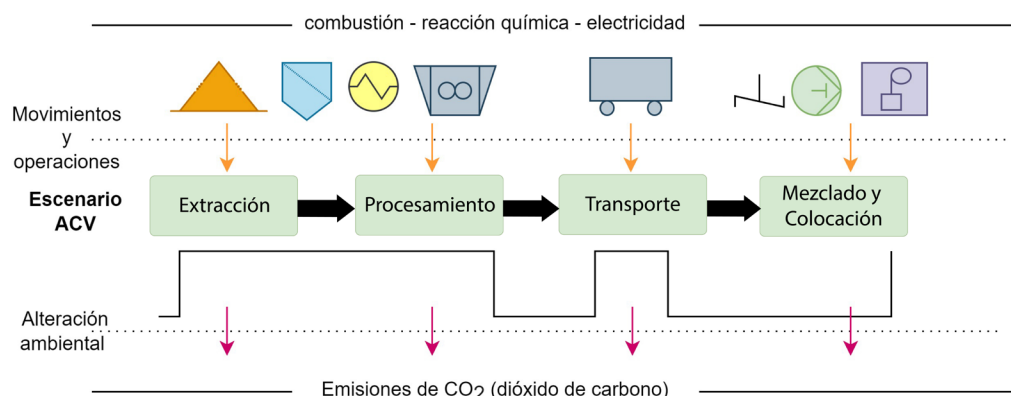 combustión - reacción química - electricidad
Movimientos
y
operaciones
Escenario
ACV
Extracción
Procesamiento
Transporte
Mezclado y
Colocación
Alteración
ambiental
Emisiones de CO2 (dióxido de carbono)